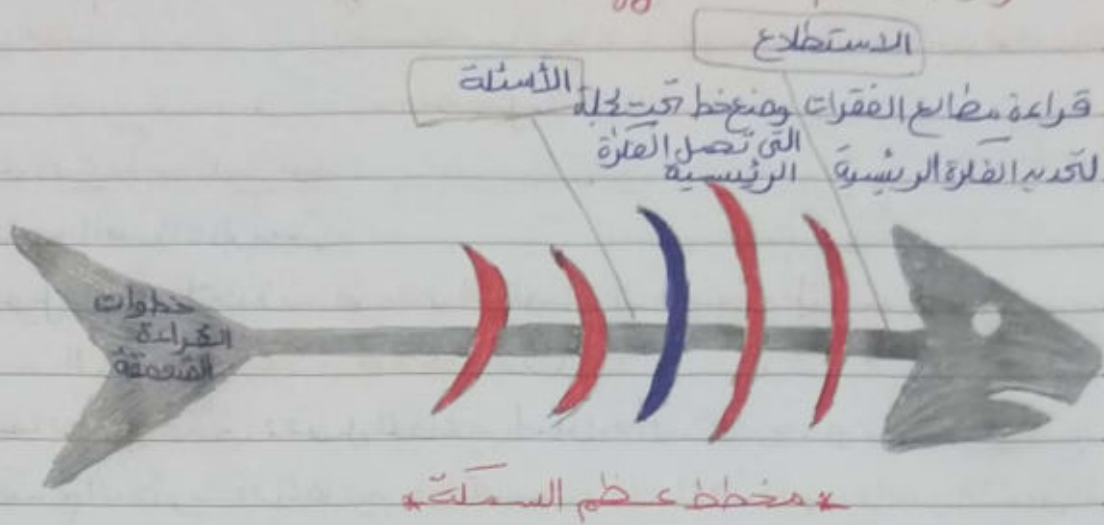 الاستطلاع
الأسئلة
قراءة مطالع الفقرات وضع خط تحت لجملة
لتحديد الفكرة الرئيسية التي تحمل الفكرة
الرئيسية
خطوات
القراءة
المتعمقة
*مخطط عظم السمكة*